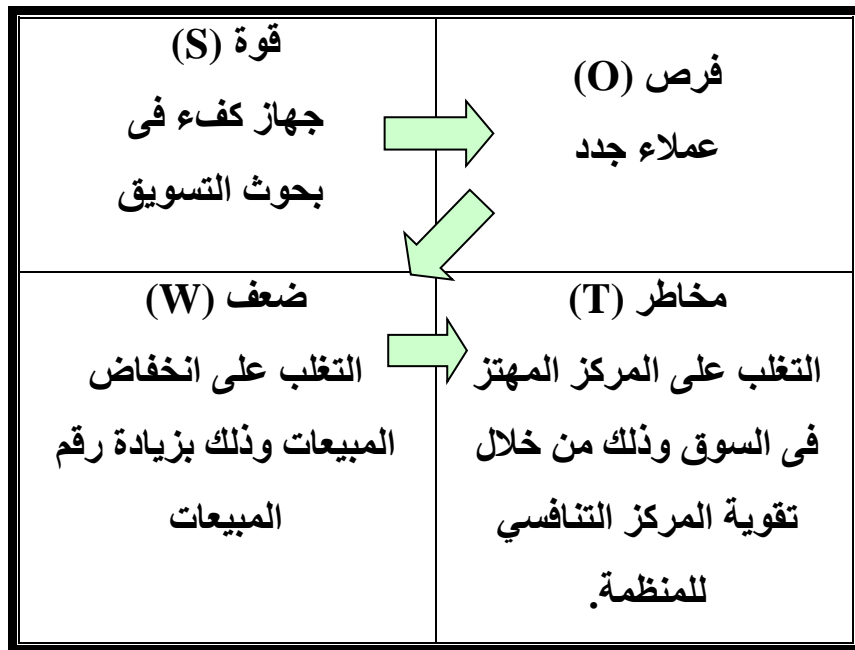 قوة (S)
جهاز كفء فى
بحوث التسويق
فرص (O)
عملاء جدد
ضعف (W)
التغلب على انخفاض
المبيعات وذلك بزيادة رقم
المبيعات
مخاطر (T)
التغلب على المركز المهتز
فى السوق وذلك من خلال
تقوية المركز التنافسي
للمنظمة.